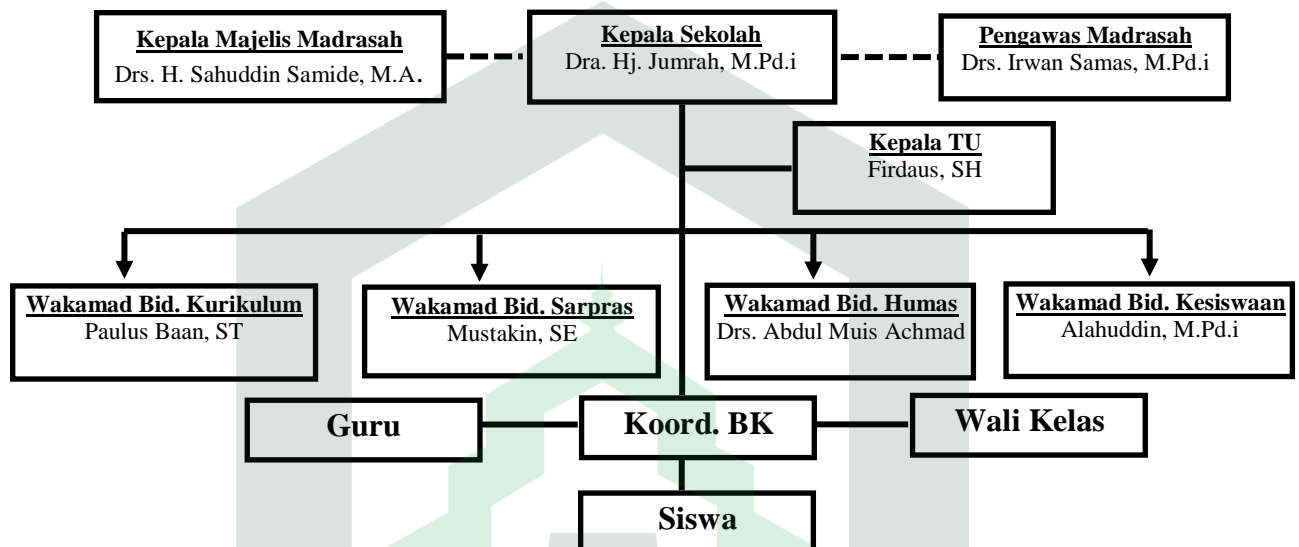 Kepala Majelis Madrasah
Drs. H. Sahuddin Samide, M.A.
Kepala Sekolah
Dra. Hj. Jumrah, M.Pd.i
Pengawas Madrasah
Drs. Irwan Samas, M.Pd.i
Kepala TU
Firdaus, SH
Wakamad Bid. Kurikulum
Paulus Baan, ST
Wakamad Bid. Sarpras
Mustakin, SE
Wakamad Bid. Humas
Drs. Abdul Muis Achmad
Wakamad Bid. Kesiswaan
Alahuddin, M.Pd.i
Guru
Koord. BK
Wali Kelas
Siswa